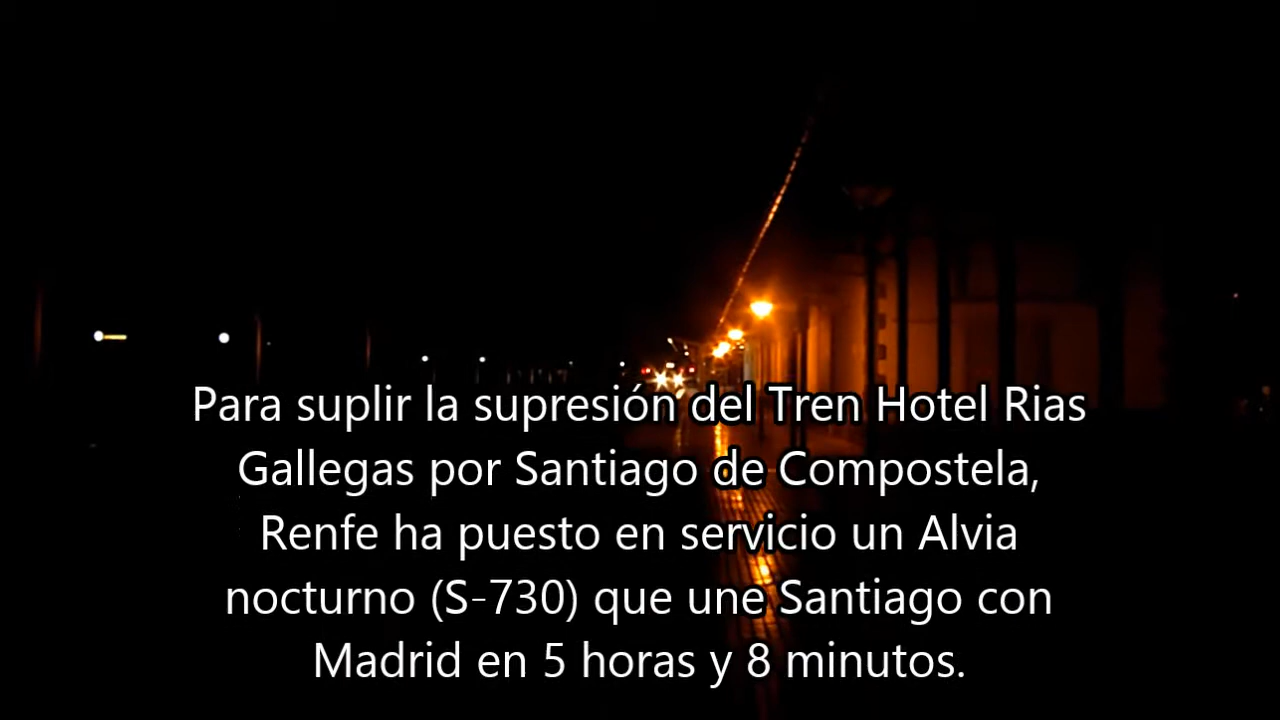 Para suplir la supresión del Tren Hotel Rias
Gallegas por Santiago de Compostela,
Renfe ha puesto en servicio un Alvia
nocturno (S-730) que une Santiago con
Madrid en 5 horas y 8 minutos.